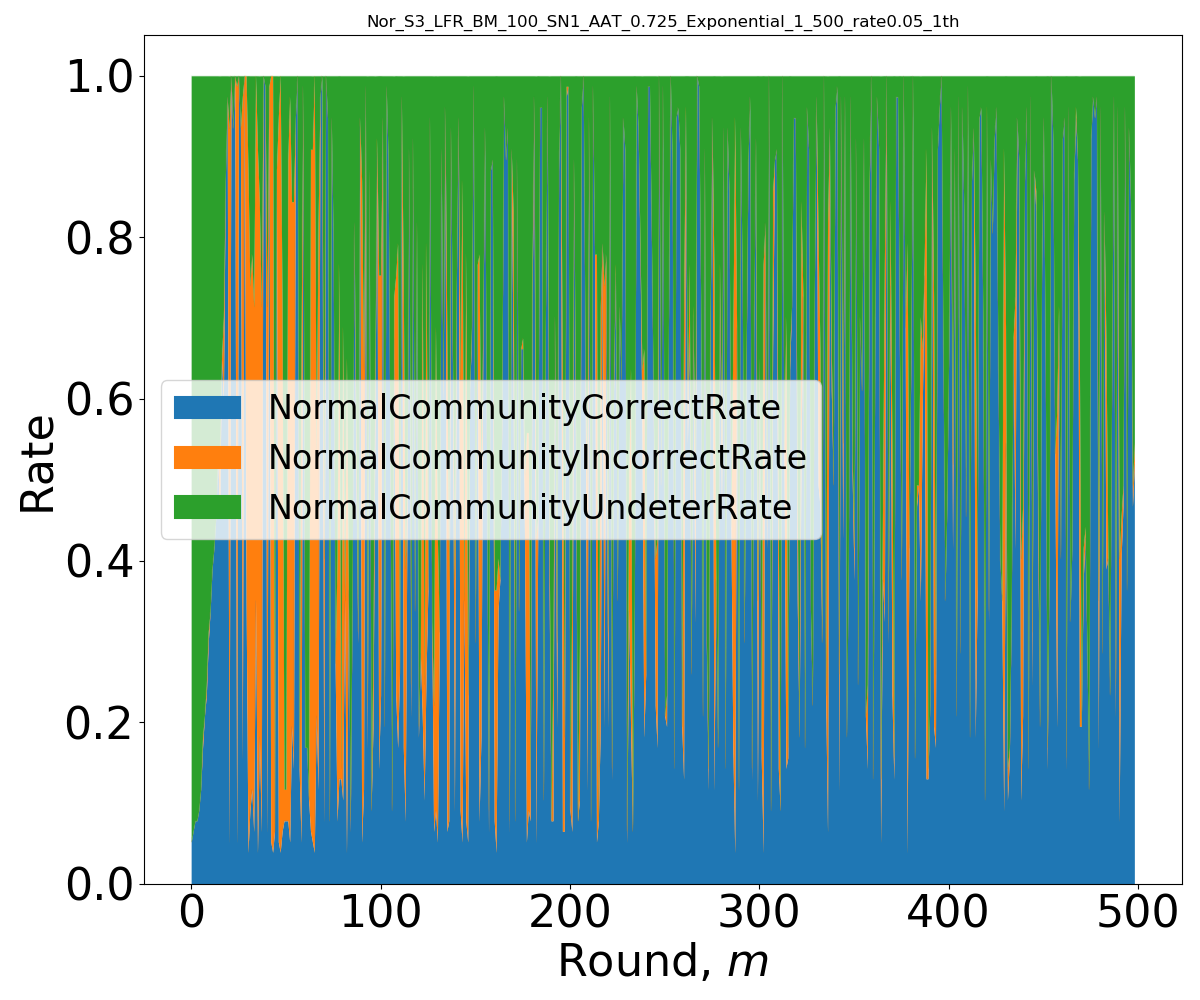 Nor_S3_LFR_BM_100_SN1_AAT_0.725_Exponential_1_500_rate0.05_1th
1.0
0.8
0.6
0.4
0.2
0.0
Rate
NormalCommunityCorrectRate
NormalCommunityIncorrectRate
NormalCommunityUndeterRate
0 100 200 300 400 500
Round, m